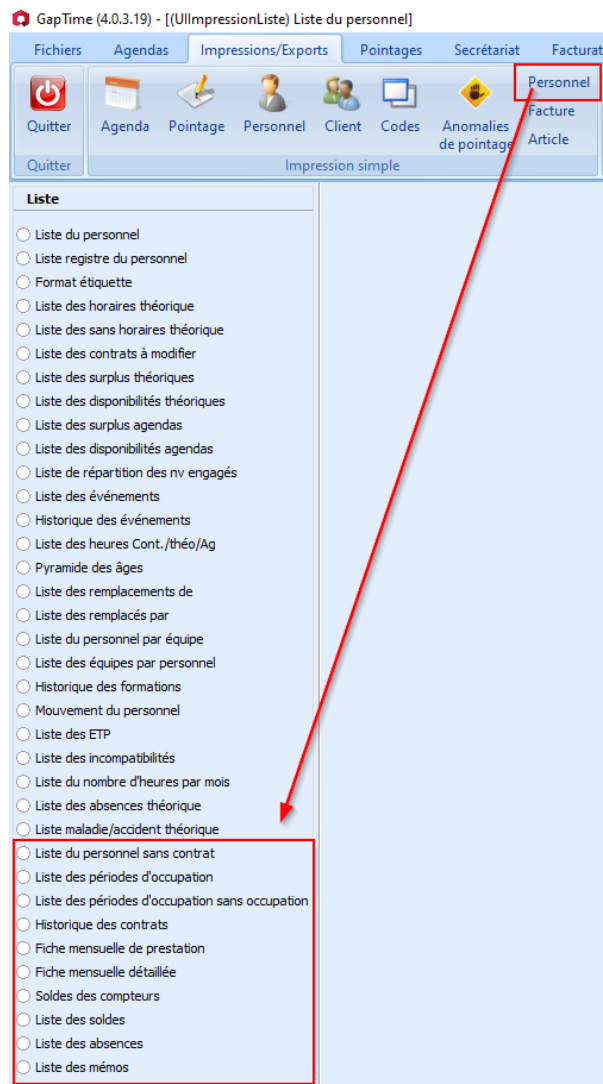 GapTime (4.0.3.19) - [(UIImpressionListe) Liste du personnel]
Fichiers Agendas Impressions/Exports Pointages Secrétariat Facturat
Quitter Agenda Pointage Personnel Client Codes Anomalies de pointage
Personnel
Facture
Article
Quitter Impression simple
Liste
Liste du personnel
Liste registre du personnel
Format étiquette
Liste des horaires théorique
Liste des sans horaires théorique
Liste des contrats à modifier
Liste des surplus théoriques
Liste des disponibilités théoriques
Liste des surplus agendas
Liste des disponibilités agendas
Liste de répartition des nv engagés
Liste des événements
Historique des événements
Liste des heures Cont./théo/Ag
Pyramide des âges
Liste des remplacements de
Liste des remplacés par
Liste du personnel par équipe
Liste des équipes par personnel
Historique des formations
Mouvement du personnel
Liste des ETP
Liste des incompatibilités
Liste du nombre d'heures par mois
Liste des absences théorique
Liste maladie/accident théorique
Liste du personnel sans contrat
Liste des périodes d'occupation
Liste des périodes d'occupation sans occupation
Historique des contrats
Fiche mensuelle de prestation
Fiche mensuelle détaillée
Soldes des compteurs
Liste des soldes
Liste des absences
Liste des mémos